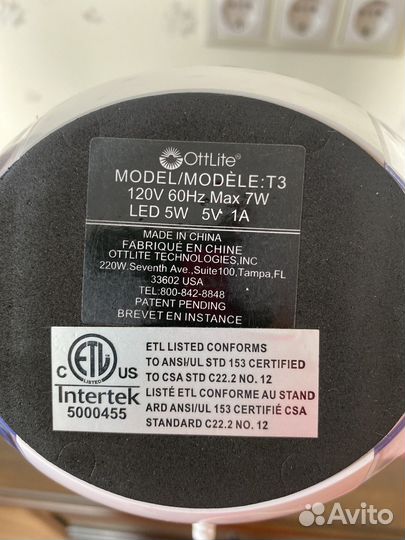 OttLite®
MODEL/MODÈLE:T3
120V 60Hz Max 7W
LED 5W 5V 1A
MADE IN CHINA
FABRIQUÉ EN CHINE
OTTLITE TECHNOLOGIES,INC
220W.Seventh Ave.,Suite100,Tampa,FL
33602 USA
TEL:800-842-8848
PATENT PENDING
BREVET EN INSTANCE
C ETL LISTED US
Intertek
5000455
ETL LISTED CONFORMS
TO ANSI/UL STD 153 CERTIFIED
TO CSA STD C22.2 NO. 12
LISTÉ ETL CONFORME AU STAND
ARD ANSI/UL 153 CERTIFIÉ CSA
STANDARD C22.2 NO. 12
Avito